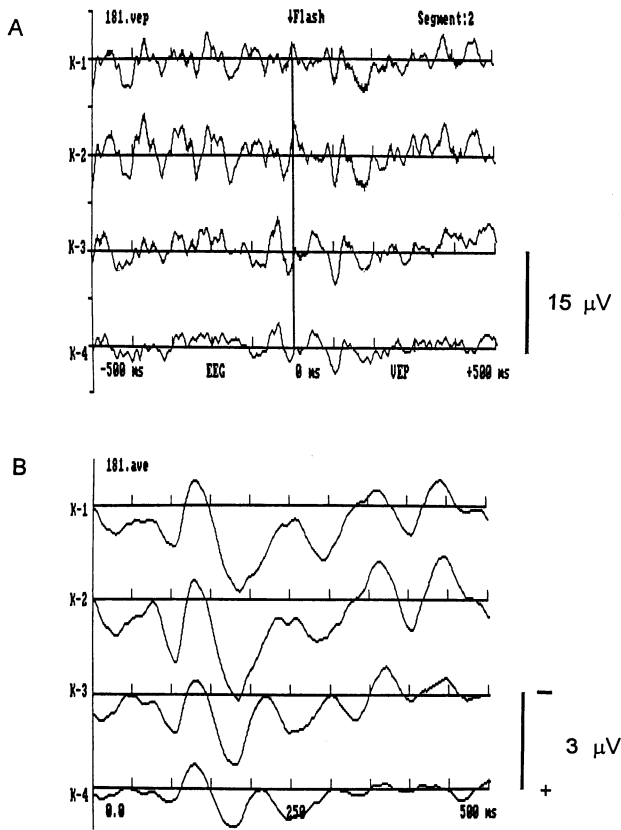 A
181.vep ↓Flash Segment:2
K-1
K-2
K-3
15 μV
K-4
-500 ms EEG 0 ms VEP +500 ms
B
181.ave
K-1
K-2
K-3
−
3 μV
+
K-4
0.0 250 500 ms